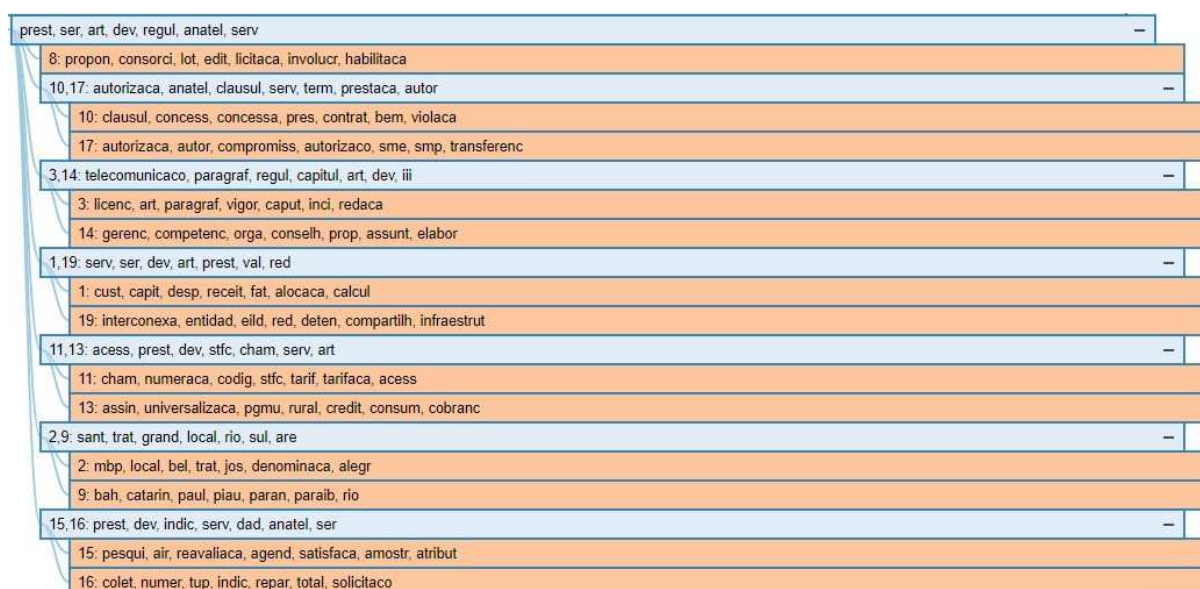 prest, ser, art, dev, regul, anatel, serv
8: propon, consorci, lot, edit, licitaca, involucr, habilitaca
10,17: autorizaca, anatel, clausul, serv, term, prestaca, autor
10: clausul, concess, concessa, pres, contrat, bem, violaca
17: autorizaca, autor, compromiss, autorizaco, sme, smp, transferenc
3,14: telecomunicaco, paragraf, regul, capitul, art, dev, iii
3: licenc, art, paragraf, vigor, caput, inci, redaca
14: gerenc, competenc, orga, conselh, prop, assunt, elabor
1,19: serv, ser, dev, art, prest, val, red
1: cust, capit, desp, receit, fat, alocaca, calcul
19: interconexa, entidad, eild, red, deten, compartilh, infraestrut
11,13: acess, prest, dev, stfc, cham, serv, art
11: cham, numeraca, codig, stfc, tarif, tarifaca, acess
13: assin, universalizaca, pgmu, rural, credit, consum, cobranc
2,9: sant, trat, grand, local, rio, sul, are
2: mbp, local, bel, trat, jos, denominaca, alegr
9: bah, catarin, paul, piau, paran, paraib, rio
15,16: prest, dev, indic, serv, dad, anatel, ser
15: pesqui, air, reavaliaca, agend, satisfaca, amostr, atribut
16: colet, numer, tup, indic, repar, total, solicitaco